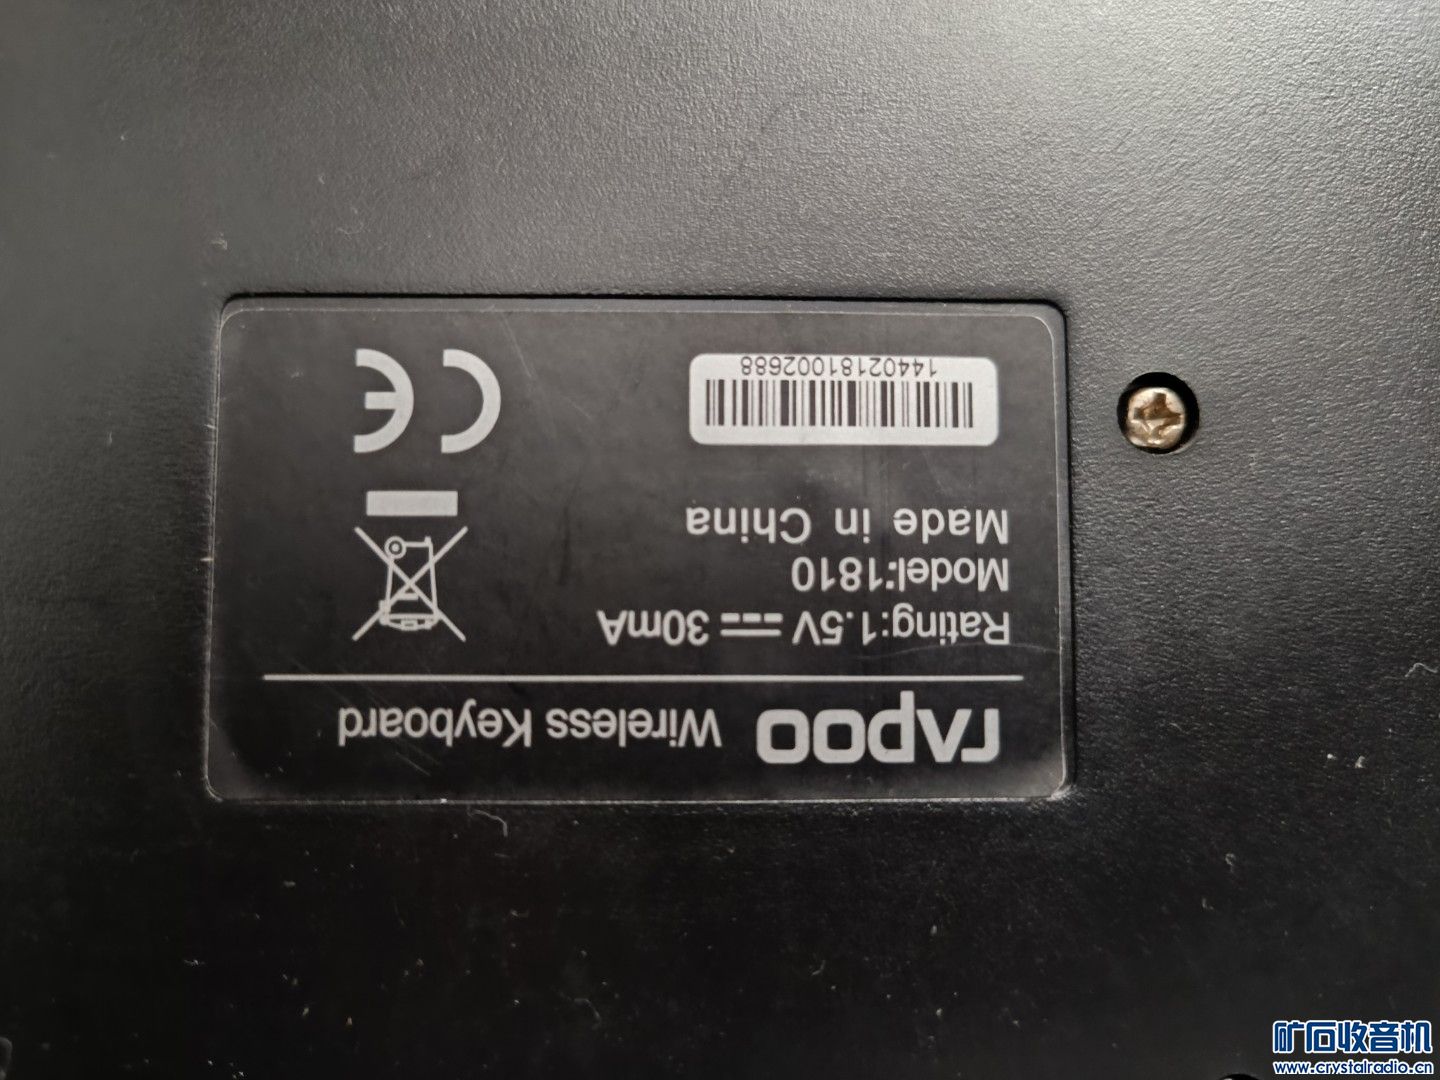 rapoo Wireless Keyboard
Rating:1.5V ⎓ 30mA
Model:1810
Made in China
14402181002688
CE
矿石收音机
www.crystalradio.cn